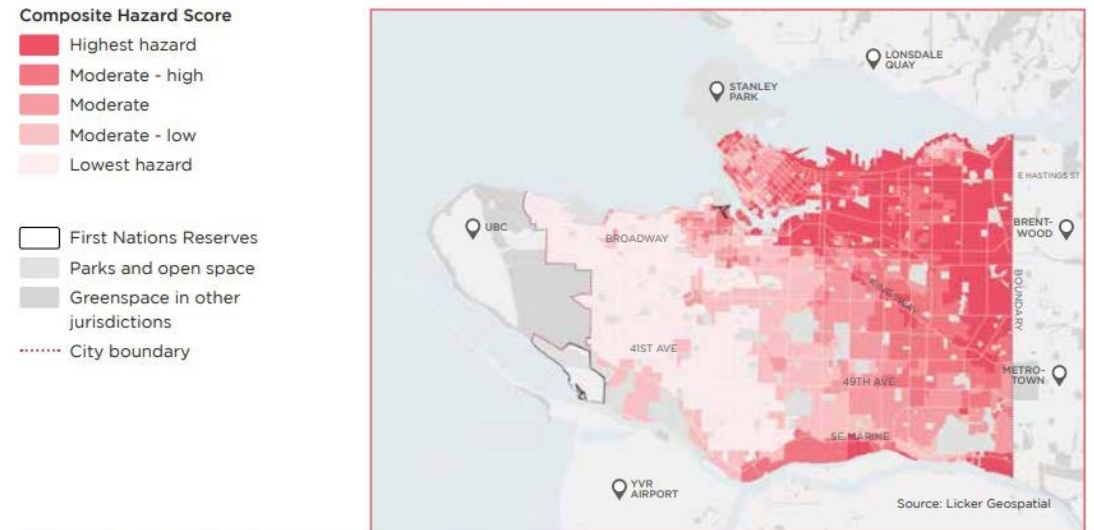 Composite Hazard Score
Highest hazard
Moderate - high
Moderate
Moderate - low
Lowest hazard
First Nations Reserves
Parks and open space
Greenspace in other
jurisdictions
City boundary
LONSDALE
QUAY
STANLEY
PARK
E HASTINGS ST
UBC
BRENT-
WOOD
BROADWAY
BOUNDARY
KINGSWAY
41ST AVE
METRO-
TOWN
49TH AVE
SE MARINE
YVR
AIRPORT
Source: Licker Geospatial